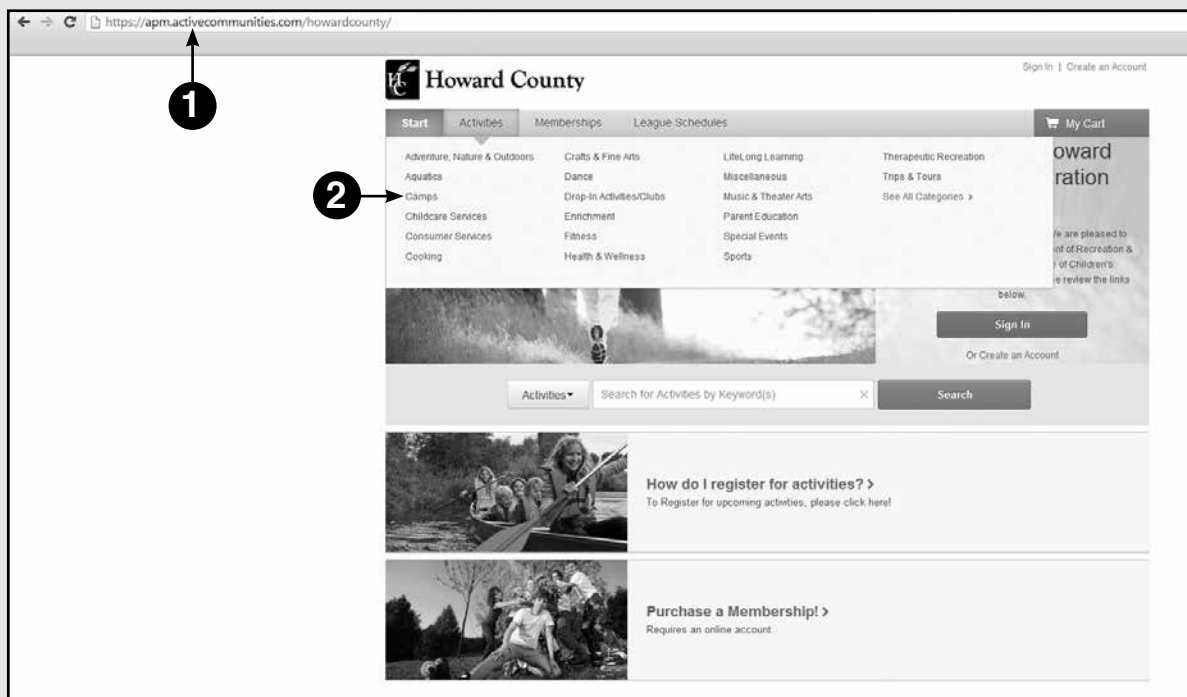 https://apm.activecommunities.com/howardcounty/
1
HC Howard County
Sign In | Create an Account
Start Activities Memberships League Schedules My Cart
Adventure, Nature & Outdoors Crafts & Fine Arts LifeLong Learning Therapeutic Recreation
Aquatics Dance Miscellaneous Trips & Tours
2 Camps Drop-In Activities/Clubs Music & Theater Arts See All Categories >
Childcare Services Enrichment Parent Education
Consumer Services Fitness Special Events
Cooking Health & Wellness Sports
oward
ration
e are pleased to
nt of Recreation &
e of Children's
e review the links
below.
Sign In
Or Create an Account
Activities Search for Activities by Keyword(s) × Search
How do I register for activities? >
To Register for upcoming activities, please click here!
Purchase a Membership! >
Requires an online account